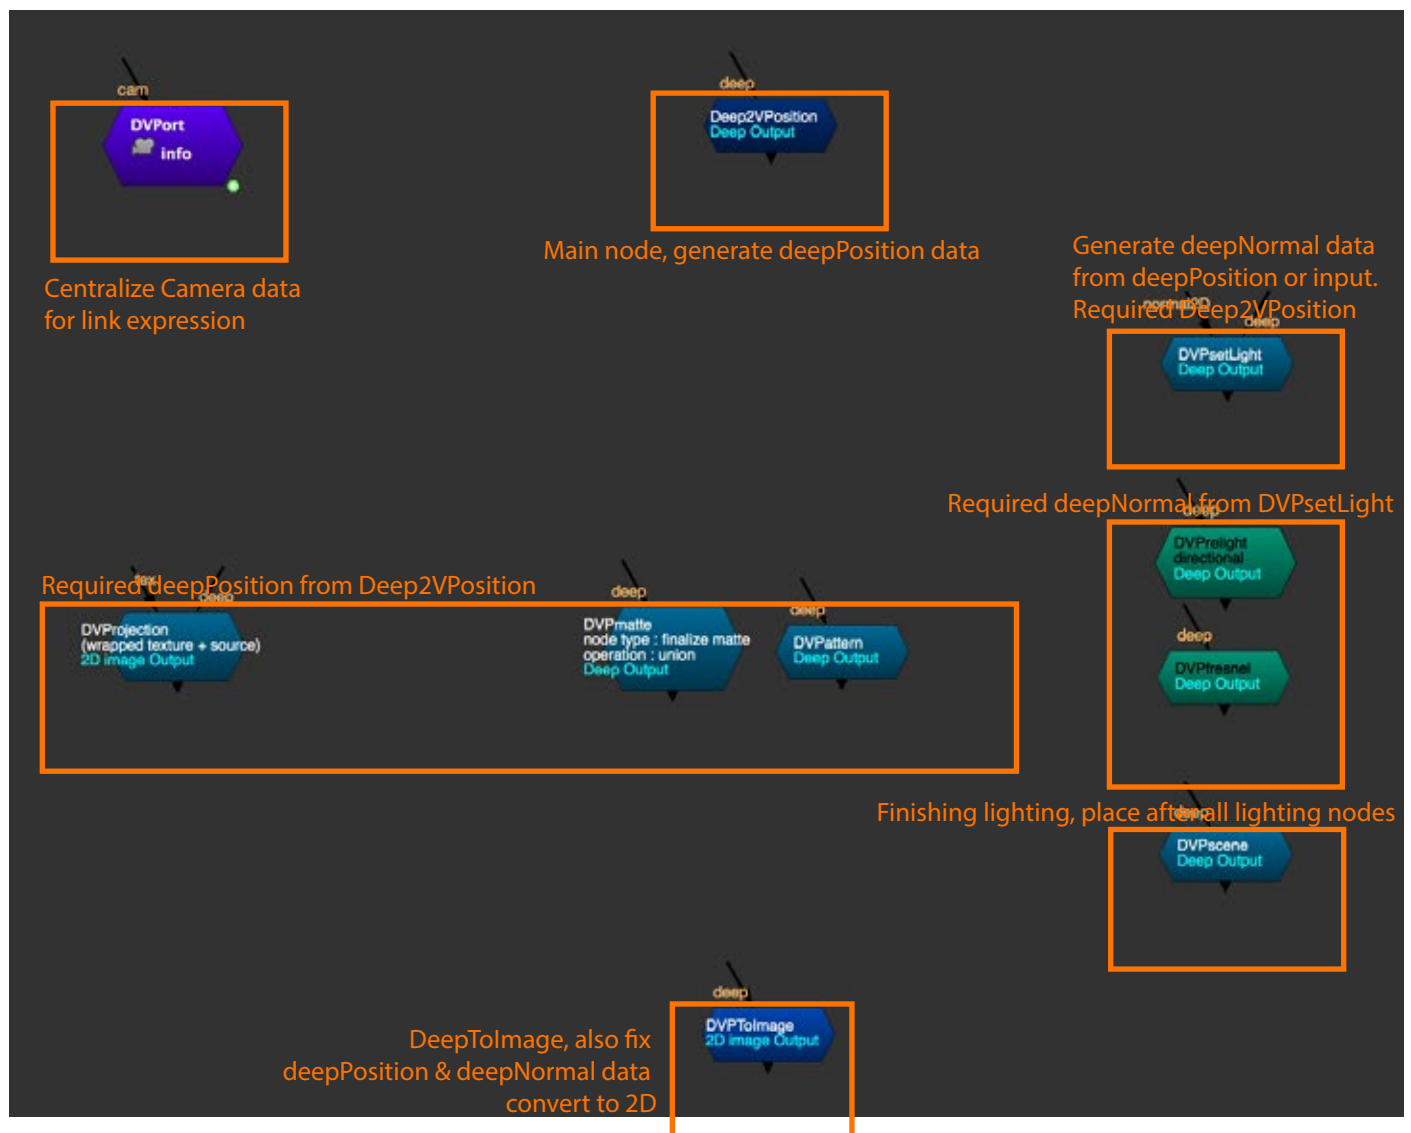 cam
DVPort
info
Centralize Camera data
for link expression
deep
Deep2VPosition
Deep Output
Main node, generate deepPosition data
Generate deepNormal data
from deepPosition or input.
Required Deep2VPosition
normal2D
deep
DVPsetLight
Deep Output
Required deepNormal from DVPsetLight
deep
DVPrelight
directional
Deep Output
deep
DVPfresnel
Deep Output
Required deepPosition from Deep2VPosition
tex
deep
DVProjection
(wrapped texture + source)
2D image Output
deep
DVPmatte
node type : finalize matte
operation : union
Deep Output
deep
DVPattern
Deep Output
Finishing lighting, place after all lighting nodes
deep
DVPscene
Deep Output
deep
DVPToImage
2D image Output
DeepToImage, also fix
deepPosition & deepNormal data
convert to 2D